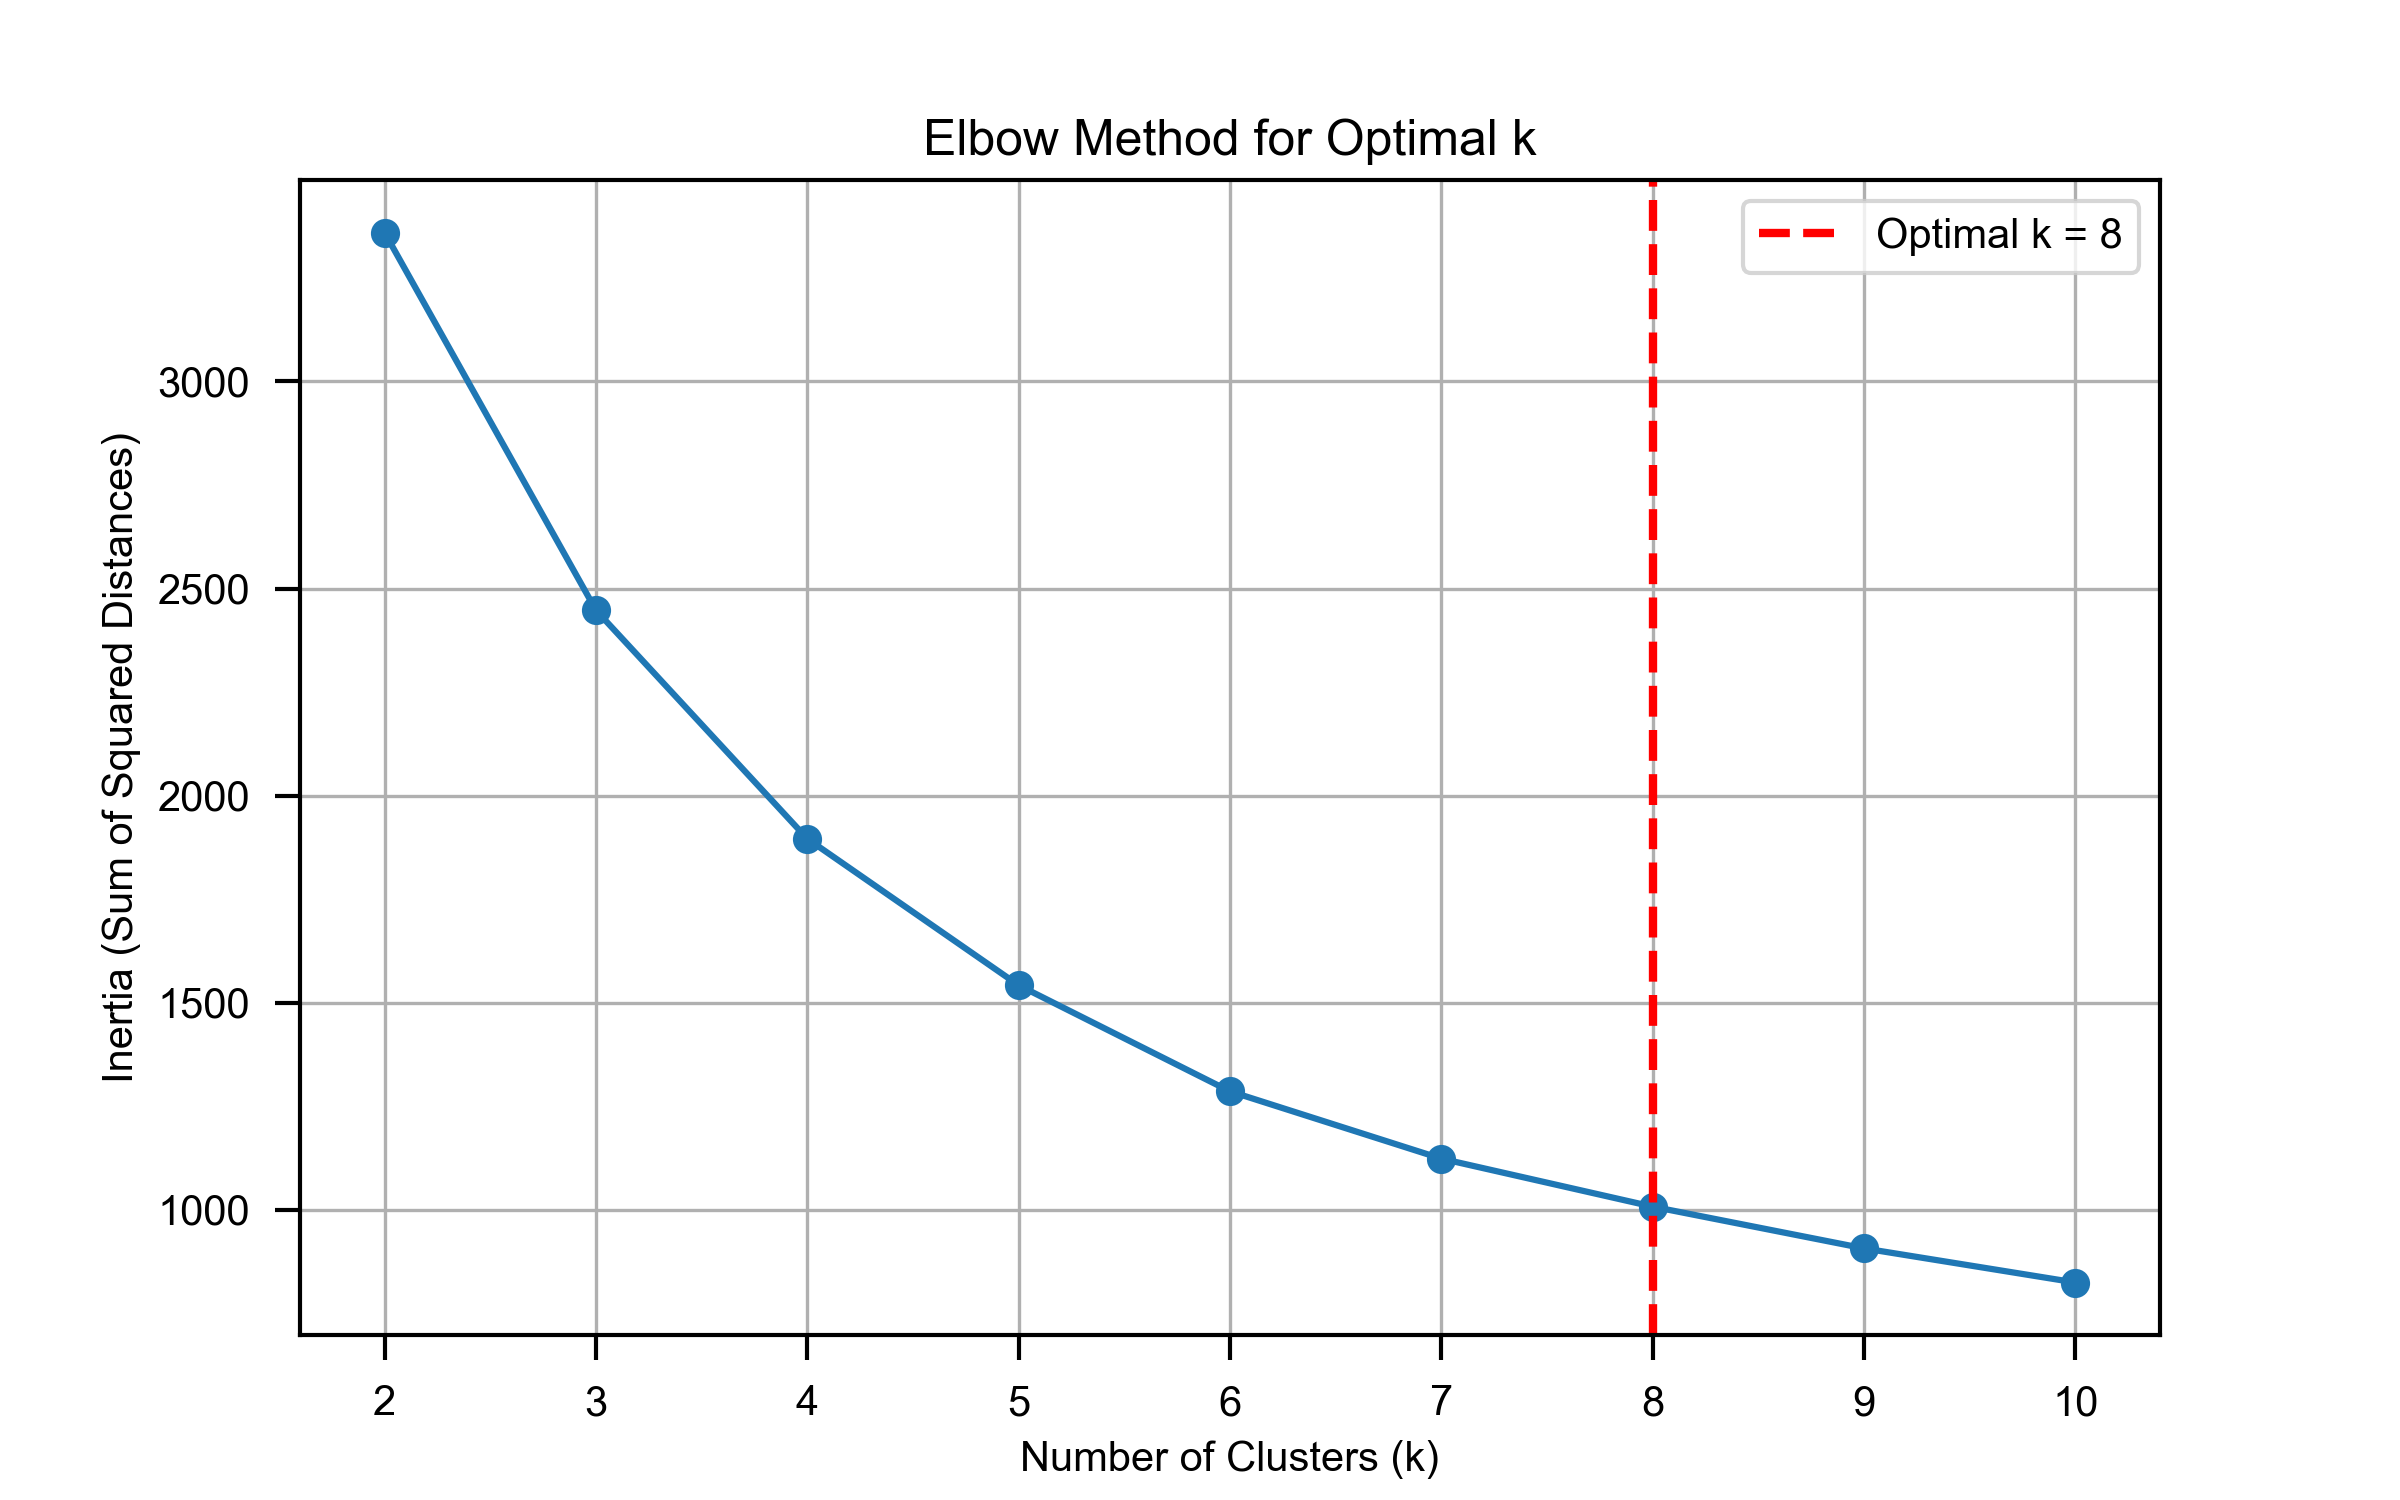 Elbow Method for Optimal k
Optimal k = 8
Inertia (Sum of Squared Distances)
3000
2500
2000
1500
1000
2 3 4 5 6 7 8 9 10
Number of Clusters (k)